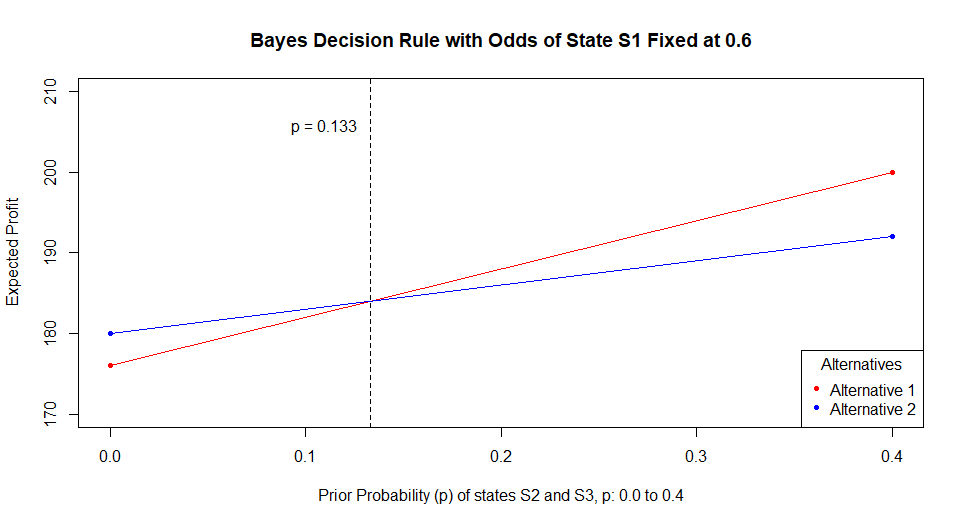 Bayes Decision Rule with Odds of State S1 Fixed at 0.6
210
200
190
180
170
Expected Profit
p = 0.133
Alternatives
Alternative 1
Alternative 2
0.0 0.1 0.2 0.3 0.4
Prior Probability (p) of states S2 and S3, p: 0.0 to 0.4